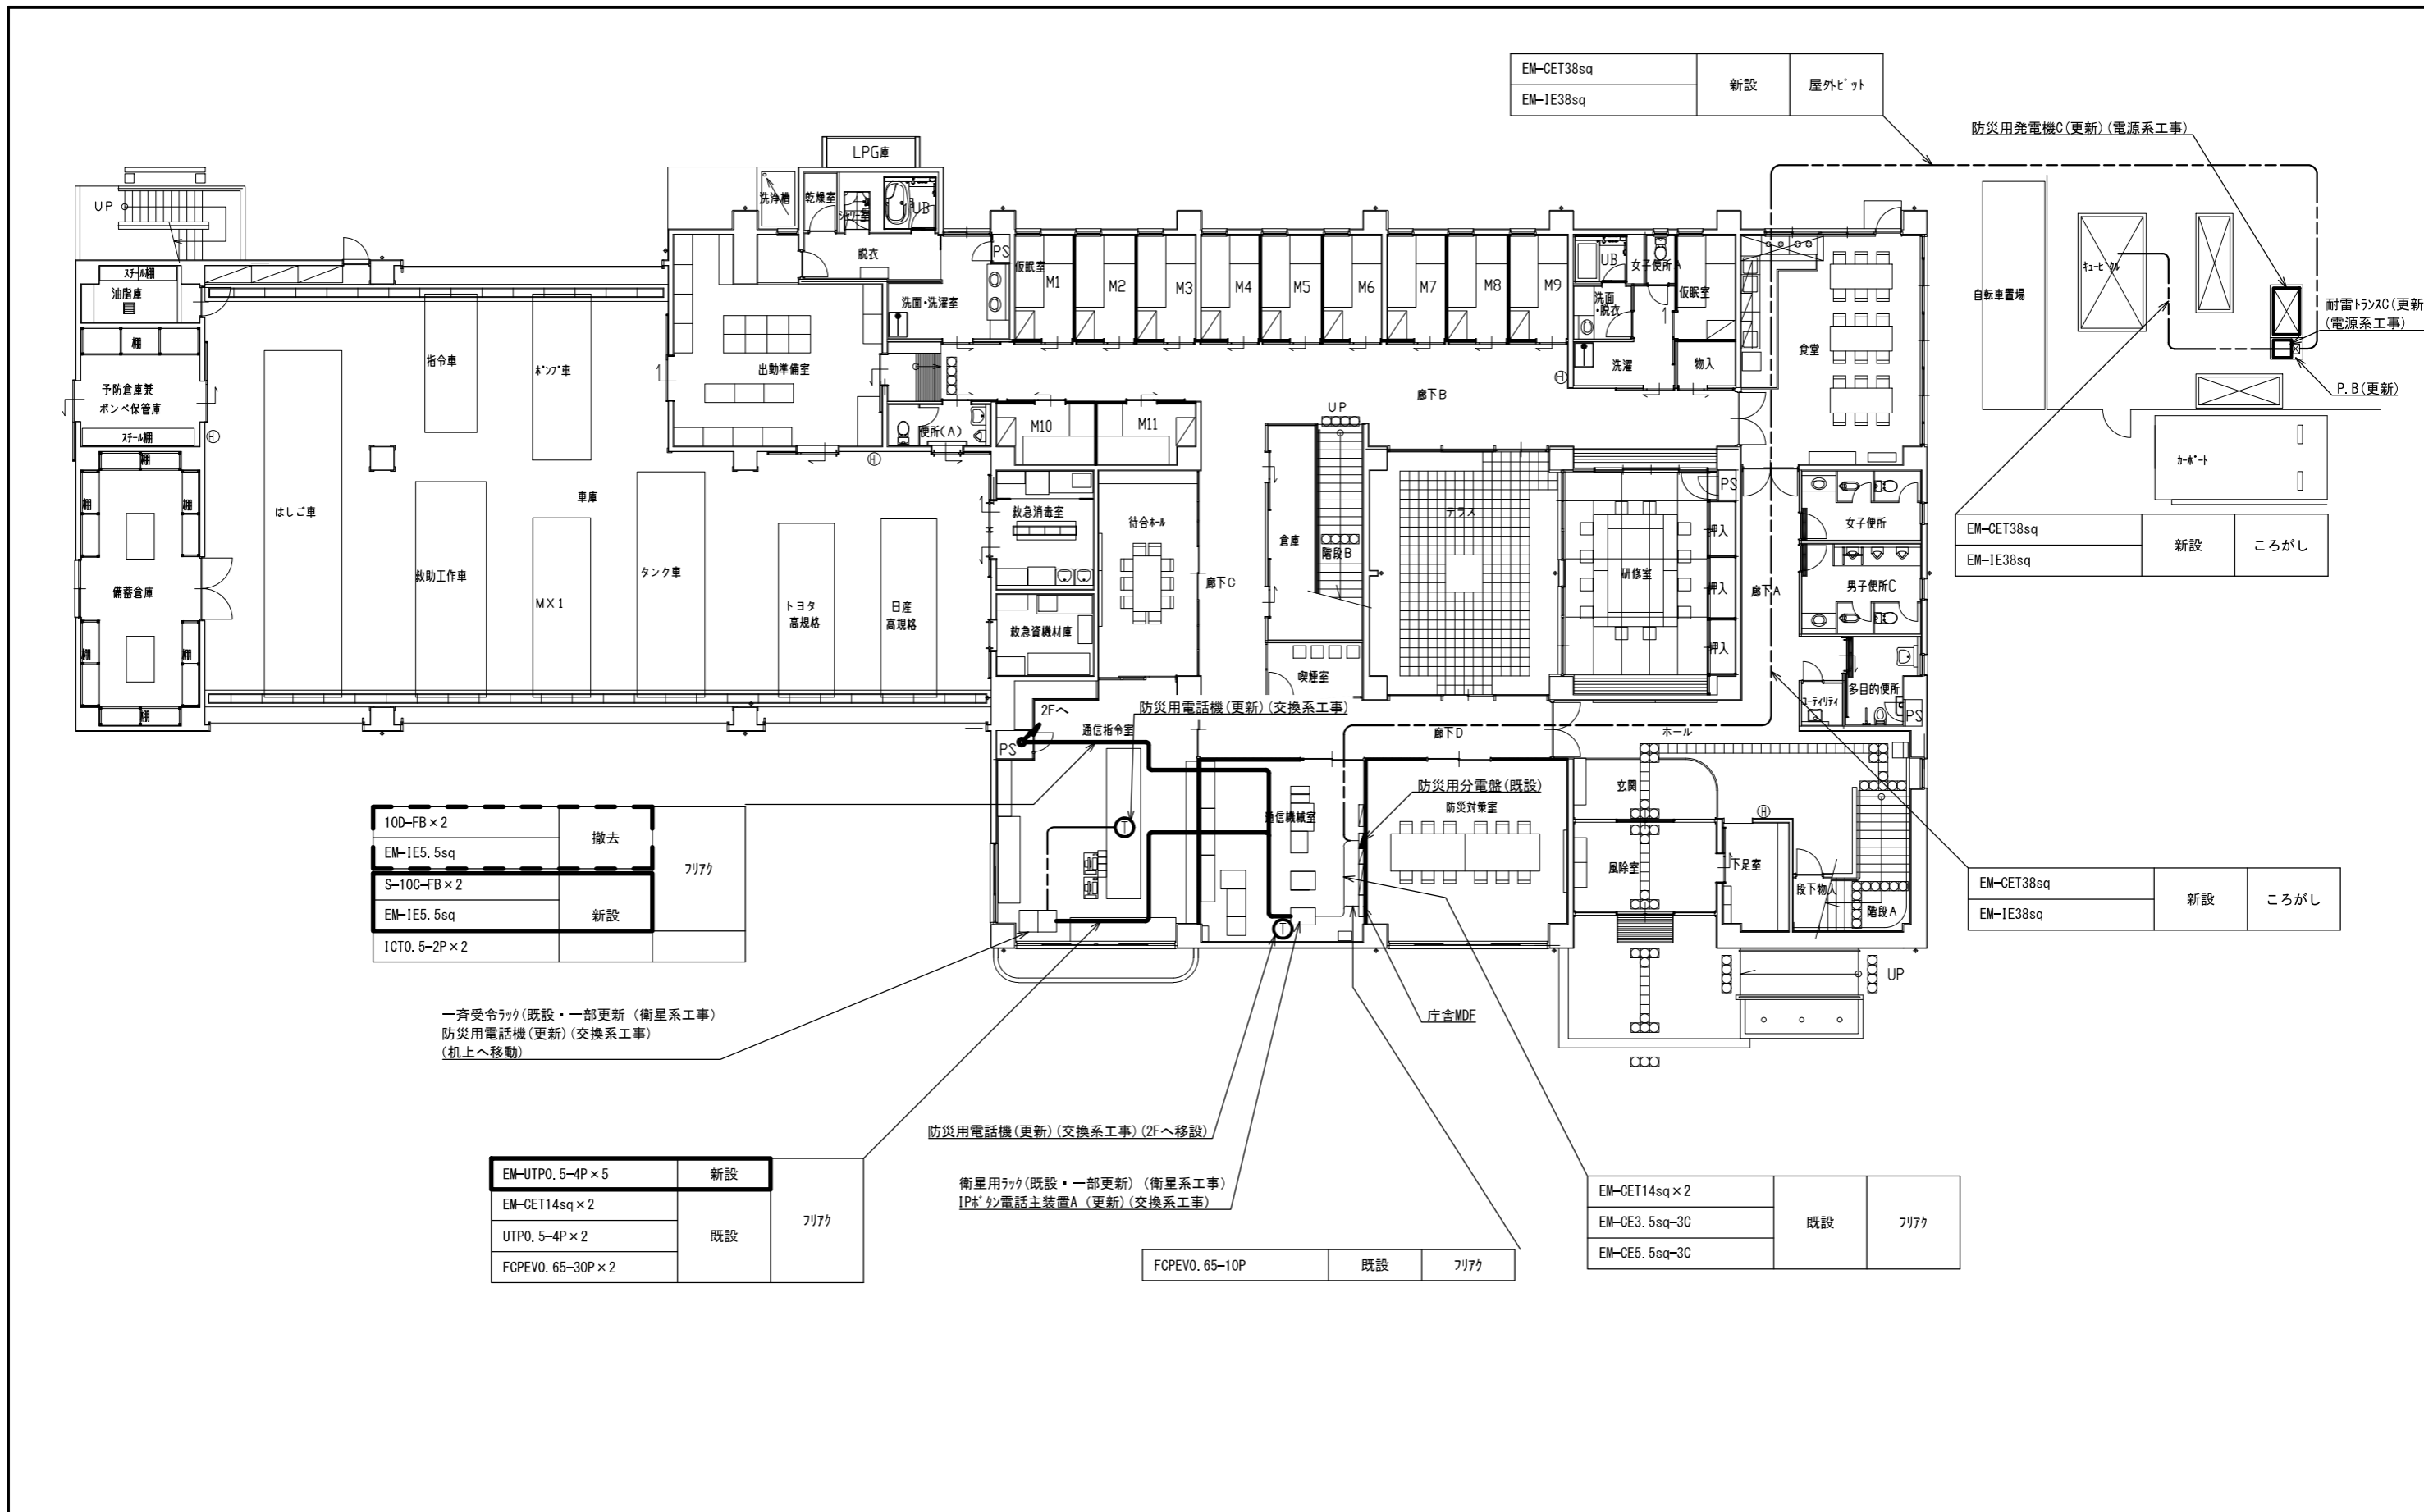 EM-CET38sq
新設
屋外ﾋﾟｯﾄ
EM-IE38sq
防災用発電機C(更新)(電源系工事)
LPG庫
洗浄槽
乾燥室
ｼｬﾜｰ室
UB
UP
脱衣
PS
仮眠室
M1
M2
M3
M4
M5
M6
M7
M8
M9
UB
女子便所A
仮眠室
ｷｭｰﾋﾞｸﾙ
自転車置場
耐雷ﾄﾗﾝｽC(更新
(電源系工事)
P.B(更新)
ｽﾁｰﾙ棚
油脂庫
棚
洗面・洗濯室
洗面
・脱衣
食堂
指令車
ﾎﾟﾝﾌﾟ車
出動準備室
洗濯
物入
予防倉庫兼
ボンベ保管庫
ｽﾁｰﾙ棚
H
H
廊下B
UP
便所(A)
M10
M11
ｶｰﾎﾟｰﾄ
棚
棚
棚
はしご車
車庫
救急消毒室
待合ﾎｰﾙ
倉庫
階段B
テラス
PS
押入
女子便所
EM-CET38sq
新設
ころがし
EM-IE38sq
備蓄倉庫
救助工作車
MX1
タンク車
トヨタ
高規格
日産
高規格
救急資機材庫
廊下C
研修室
押入
廊下A
男子便所C
棚
棚
棚
押入
喫煙室
ﾕｰﾃｨﾘﾃｨ
多目的便所
PS
2Fへ
防災用電話機(更新)(交換系工事)
PS
通信指令室
廊下D
ホール
防災用分電盤(既設)
玄関
防災対策室
通信機械室
H
T
風除室
下足室
段下物入
階段A
10D-FB×2
撤去
EM-IE5.5sq
ﾌﾘｱｸ
S-10C-FB×2
EM-IE5.5sq
新設
ICT0.5-2P×2
EM-CET38sq
新設
ころがし
EM-IE38sq
T
UP
一斉受令ﾗｯｸ(既設・一部更新 (衛星系工事)
防災用電話機(更新)(交換系工事)
(机上へ移動)
庁舎MDF
防災用電話機(更新)(交換系工事)(2Fへ移設)
EM-UTP0.5-4P×5
新設
EM-CET14sq×2
UTP0.5-4P×2
既設
ﾌﾘｱｸ
FCPEV0.65-30P×2
衛星用ﾗｯｸ(既設・一部更新) (衛星系工事)
IPﾎﾞﾀﾝ電話主装置A (更新)(交換系工事)
EM-CET14sq×2
EM-CE3.5sq-3C
既設
ﾌﾘｱｸ
EM-CE5.5sq-3C
FCPEV0.65-10P
既設
ﾌﾘｱｸ